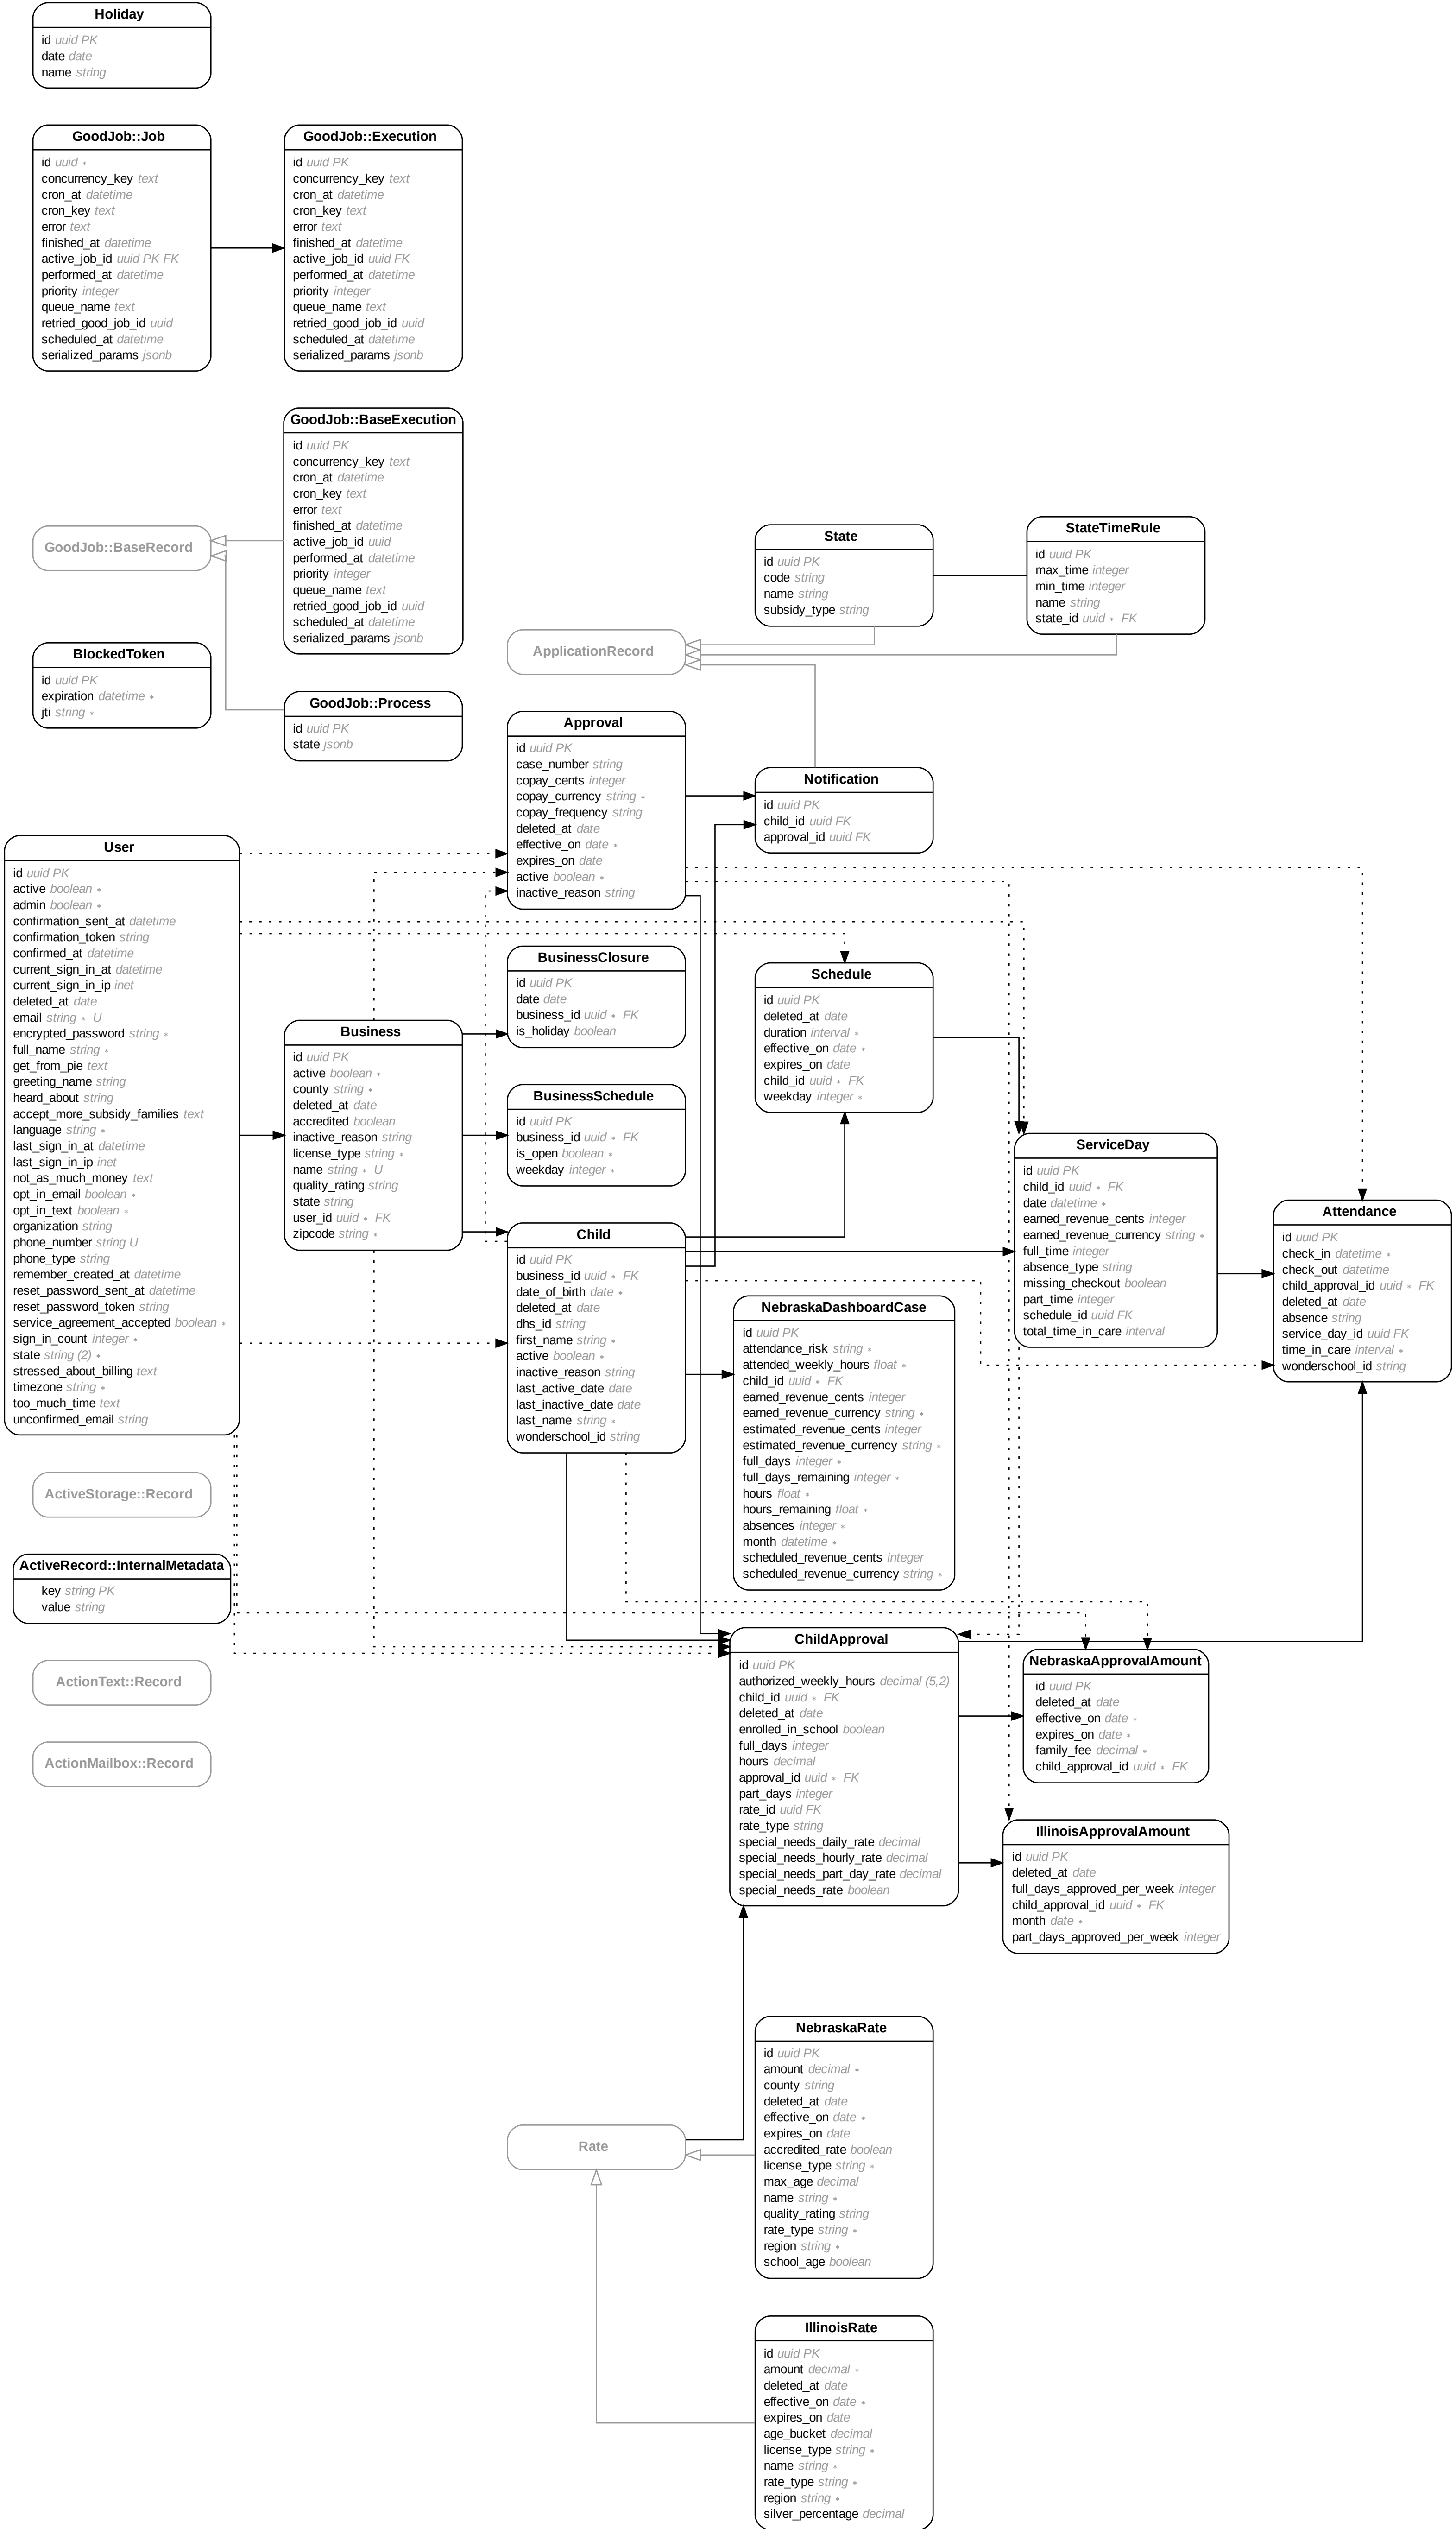 Holiday
id uuid PK
date date
name string
GoodJob::Job
id uuid ∗
concurrency_key text
cron_at datetime
cron_key text
error text
finished_at datetime
active_job_id uuid PK FK
performed_at datetime
priority integer
queue_name text
retried_good_job_id uuid
scheduled_at datetime
serialized_params jsonb
GoodJob::Execution
id uuid PK
concurrency_key text
cron_at datetime
cron_key text
error text
finished_at datetime
active_job_id uuid FK
performed_at datetime
priority integer
queue_name text
retried_good_job_id uuid
scheduled_at datetime
serialized_params jsonb
GoodJob::BaseExecution
id uuid PK
concurrency_key text
cron_at datetime
cron_key text
error text
finished_at datetime
active_job_id uuid
performed_at datetime
priority integer
queue_name text
retried_good_job_id uuid
scheduled_at datetime
serialized_params jsonb
GoodJob::BaseRecord
State
id uuid PK
code string
name string
subsidy_type string
StateTimeRule
id uuid PK
max_time integer
min_time integer
name string
state_id uuid ∗ FK
ApplicationRecord
BlockedToken
id uuid PK
expiration datetime ∗
jti string ∗
GoodJob::Process
id uuid PK
state jsonb
Approval
id uuid PK
case_number string
copay_cents integer
copay_currency string ∗
copay_frequency string
deleted_at date
effective_on date ∗
expires_on date
active boolean ∗
inactive_reason string
Notification
id uuid PK
child_id uuid FK
approval_id uuid FK
User
id uuid PK
active boolean ∗
admin boolean ∗
confirmation_sent_at datetime
confirmation_token string
confirmed_at datetime
current_sign_in_at datetime
current_sign_in_ip inet
deleted_at date
email string ∗ U
encrypted_password string ∗
full_name string ∗
get_from_pie text
greeting_name string
heard_about string
accept_more_subsidy_families text
language string ∗
last_sign_in_at datetime
last_sign_in_ip inet
not_as_much_money text
opt_in_email boolean ∗
opt_in_text boolean ∗
organization string
phone_number string U
phone_type string
remember_created_at datetime
reset_password_sent_at datetime
reset_password_token string
service_agreement_accepted boolean ∗
sign_in_count integer ∗
state string (2) ∗
stressed_about_billing text
timezone string ∗
too_much_time text
unconfirmed_email string
BusinessClosure
id uuid PK
date date
business_id uuid ∗ FK
is_holiday boolean
Schedule
id uuid PK
deleted_at date
duration interval ∗
effective_on date ∗
expires_on date
child_id uuid ∗ FK
weekday integer ∗
Business
id uuid PK
active boolean ∗
county string ∗
deleted_at date
accredited boolean
inactive_reason string
license_type string ∗
name string ∗ U
quality_rating string
state string
user_id uuid ∗ FK
zipcode string ∗
BusinessSchedule
id uuid PK
business_id uuid ∗ FK
is_open boolean ∗
weekday integer ∗
ServiceDay
id uuid PK
child_id uuid ∗ FK
date datetime ∗
earned_revenue_cents integer
earned_revenue_currency string ∗
full_time integer
absence_type string
missing_checkout boolean
part_time integer
schedule_id uuid FK
total_time_in_care interval
Attendance
id uuid PK
check_in datetime ∗
check_out datetime
child_approval_id uuid ∗ FK
deleted_at date
absence string
service_day_id uuid FK
time_in_care interval ∗
wonderschool_id string
Child
id uuid PK
business_id uuid ∗ FK
date_of_birth date ∗
deleted_at date
dhs_id string
first_name string ∗
active boolean ∗
inactive_reason string
last_active_date date
last_inactive_date date
last_name string ∗
wonderschool_id string
NebraskaDashboardCase
id uuid PK
attendance_risk string ∗
attended_weekly_hours float ∗
child_id uuid ∗ FK
earned_revenue_cents integer
earned_revenue_currency string ∗
estimated_revenue_cents integer
estimated_revenue_currency string ∗
full_days integer ∗
full_days_remaining integer ∗
hours float ∗
hours_remaining float ∗
absences integer ∗
month datetime ∗
scheduled_revenue_cents integer
scheduled_revenue_currency string ∗
ActiveStorage::Record
ActiveRecord::InternalMetadata
key string PK
value string
ActionText::Record
ActionMailbox::Record
ChildApproval
id uuid PK
authorized_weekly_hours decimal (5,2)
child_id uuid ∗ FK
deleted_at date
enrolled_in_school boolean
full_days integer
hours decimal
approval_id uuid ∗ FK
part_days integer
rate_id uuid FK
rate_type string
special_needs_daily_rate decimal
special_needs_hourly_rate decimal
special_needs_part_day_rate decimal
special_needs_rate boolean
NebraskaApprovalAmount
id uuid PK
deleted_at date
effective_on date ∗
expires_on date ∗
family_fee decimal ∗
child_approval_id uuid ∗ FK
IllinoisApprovalAmount
id uuid PK
deleted_at date
full_days_approved_per_week integer
child_approval_id uuid ∗ FK
month date ∗
part_days_approved_per_week integer
NebraskaRate
id uuid PK
amount decimal ∗
county string
deleted_at date
effective_on date ∗
expires_on date
accredited_rate boolean
license_type string ∗
max_age decimal
name string ∗
quality_rating string
rate_type string ∗
region string ∗
school_age boolean
Rate
IllinoisRate
id uuid PK
amount decimal ∗
deleted_at date
effective_on date ∗
expires_on date
age_bucket decimal
license_type string ∗
name string ∗
rate_type string ∗
region string ∗
silver_percentage decimal